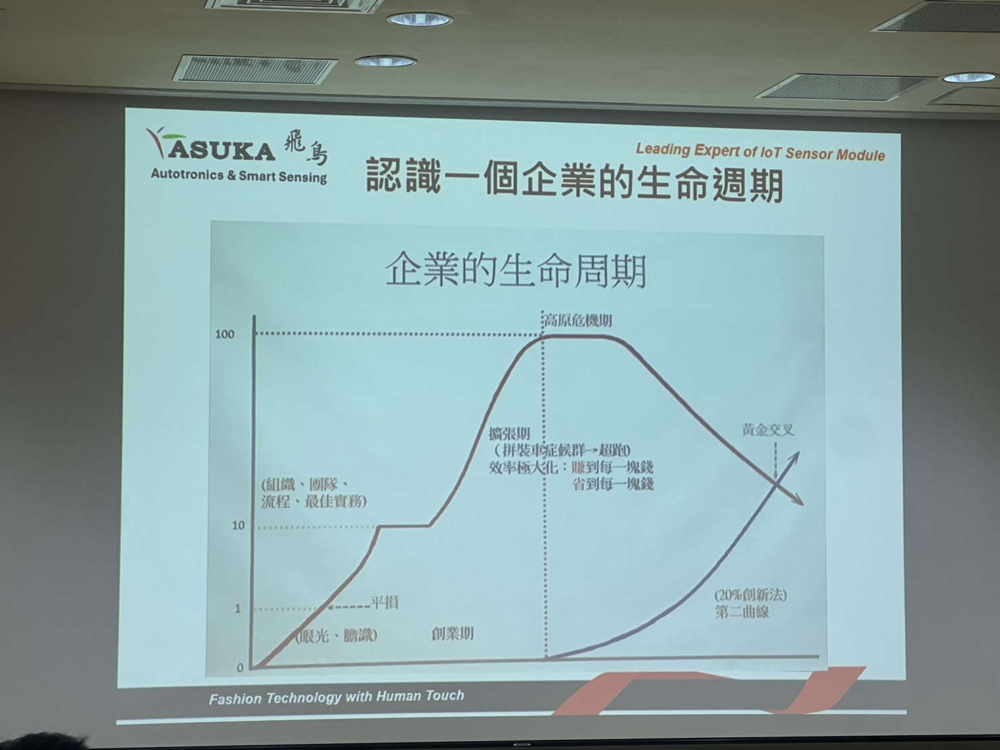 ASUKA 飛鳥
Autotronics & Smart Sensing
Leading Expert of IoT Sensor Module
認識一個企業的生命週期
企業的生命周期
高原危機期
100
黃金交叉
擴張期
(拼裝車症候群→超跑)
效率極大化：賺到每一塊錢
省到每一塊錢
(組織、團隊、
流程、最佳實務)
10
(20%創新法)
第二曲線
平損
1
(眼光、膽識)
創業期
0
Fashion Technology with Human Touch